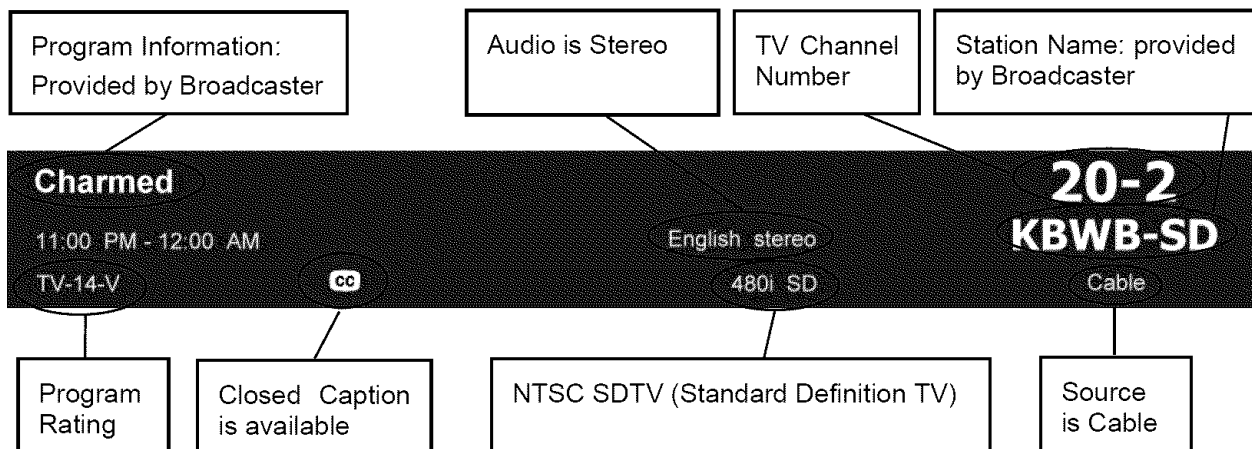 Program Information:
Provided by Broadcaster
Audio is Stereo
TV Channel
Number
Station Name: provided
by Broadcaster
Charmed
20-2
11:00 PM - 12:00 AM
English stereo
KBWB-SD
TV-14-V
CC
480i SD
Cable
Program
Rating
Closed Caption
is available
NTSC SDTV (Standard Definition TV)
Source
is Cable